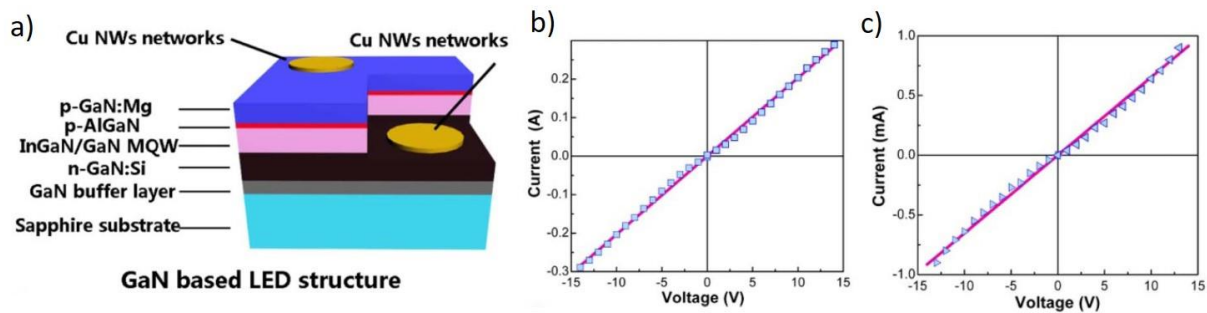 a)
Cu NWs networks
Cu NWs networks
p-GaN:Mg
p-AlGaN
InGaN/GaN MQW
n-GaN:Si
GaN buffer layer
Sapphire substrate
GaN based LED structure
b)
Current (A)
0.2
0.1
0.0
-0.1
-0.2
-0.3
-15 -10 -5 0 5 10 15
Voltage (V)
c)
Current (mA)
1.0
0.5
0.0
-0.5
-1.0
-15 -10 -5 0 5 10 15
Voltage (V)